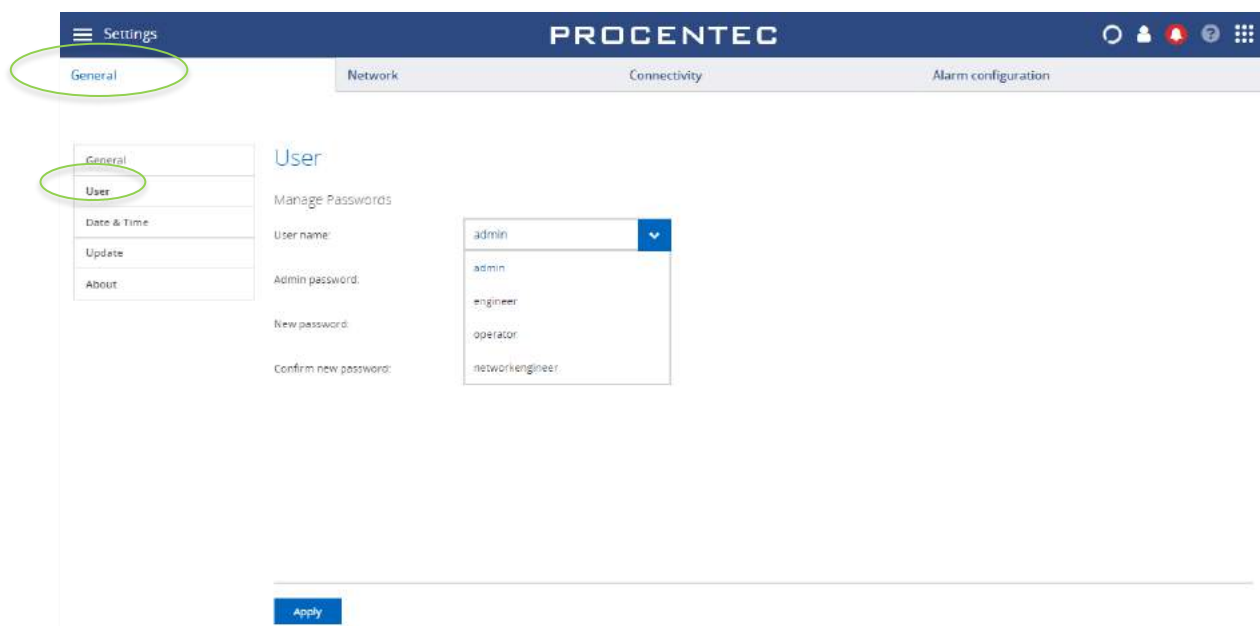 Settings
PROCENTEC
General Network Connectivity Alarm configuration
General
User
Date & Time
Update
About
User
Manage Passwords
User name: admin
admin
Admin password:
engineer
New password:
operator
Confirm new password: networkengineer
Apply